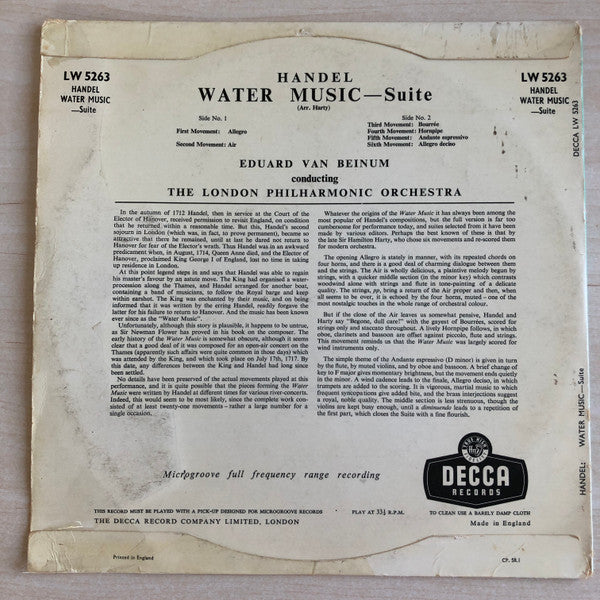 LW 5263
HANDEL
WATER MUSIC
—Suite
HANDEL
WATER MUSIC—Suite
(Arr. Harty)
LW 5263
HANDEL
WATER MUSIC
—Suite
Side No. 1
First Movement: Allegro
Second Movement: Air
Side No. 2
Third Movement: Bourrée
Fourth Movement: Hornpipe
Fifth Movement: Andante espressivo
Sixth Movement: Allegro deciso
EDUARD VAN BEINUM
conducting
THE LONDON PHILHARMONIC ORCHESTRA
In the autumn of 1712 Handel, then in service at the Court of the
Elector of Hanover, received permission to revisit England, on condition
that he returned within a reasonable time. But this, Handel's second
sojourn in London (which was, in fact, to prove permanent), became so
attractive that there he remained, until at last he dared not return to
Hanover for fear of the Elector's wrath. Thus Handel was in an awkward
predicament when, in August, 1714, Queen Anne died, and the Elector of
Hanover, proclaimed King George 1 of England, lost no time in taking
up residence in London.
At this point legend steps in and says that Handel was able to regain
his master's favour by an astute move. The King had organised a water-
procession along the Thames, and Handel arranged for another boat,
containing a band of musicians, to follow the Royal barge and keep
within earshot. The King was enchanted by their music, and on being
informed that it was written by the erring Handel, readily forgave the
latter for his failure to return to Hanover. And the music has been known
ever since as the "Water Music".
Unfortunately, although this story is plausible, it happens to be untrue,
as Sir Newman Flower has proved in his book on the composer. The
early history of the Water Music is somewhat obscure, although it seems
clear that a good deal of it was composed for an open-air concert on the
Thames (apparently such affairs were quite common in those days) which
was attended by the King, and which took place on July 17th, 1717. By
this date, any differences between the King and Handel had long since
been settled.
No details have been preserved of the actual movements played at this
performance, and it is quite possible that the pieces forming the Water
Music were written by Handel at different times for various river-concerts.
Indeed, this would seem to be most likely, since the complete work con-
sisted of at least twenty-one movements – rather a large number for a
single occasion.
Whatever the origins of the Water Music it has always been among the
most popular of Handel's compositions, but the full version is far too
cumbersome for performance today, and suites selected from it have been
made by various editors. Perhaps the best known of these is that by
the late Sir Hamilton Harty, who chose six movements and re-scored them
for modern orchestra.
The opening Allegro is stately in manner, with its repeated chords on
four horns, and there is a good deal of charming dialogue between them
and the strings. The Air is wholly delicious, a plaintive melody begun by
strings, with a quicker middle section (in the minor key) which contrasts
woodwind alone with strings and flute in tone-painting of a delicate
quality. The strings, pp, bring a return of the Air proper and then, when
all seems to be over, it is echoed by the four horns, muted – one of the
most nostalgic touches in the whole range of orchestral colour.
But if the close of the Air leaves us somewhat pensive, Handel and
Harty say "Begone, dull care!" with the gayest of Bourrées, scored for
strings only and staccato throughout. A lively Hornpipe follows, in which
oboe, clarinets and bassoons are offset against piccolo, flute and strings.
This movement reminds us that the Water Music was largely scored for
wind instruments only.
The simple theme of the Andante espressivo (D minor) is given in turn
by the flute, by muted violins, and by oboe and bassoon. A brief change of
key to F major gives momentary brightness, but the movement ends quietly
in the minor. A vivid cadence leads to the finale, Allegro deciso, in which
trumpets are added to the scoring. It is vigorous, martial music to which
frequent syncopations give added bite, and the brass interjections suggest
a royal, noble quality. The middle section is less strenuous, though the
violins are kept busy enough, until a diminuendo leads to a repetition of
the first part, which closes the Suite with a fine flourish.
Microgroove full frequency range recording
DECCA
RECORDS
THIS RECORD MUST BE PLAYED WITH A PICK-UP DESIGNED FOR MICROGROOVE RECORDS
PLAY AT 33⅓ R.P.M.
TO CLEAN USE A BARELY DAMP CLOTH
THE DECCA RECORD COMPANY LIMITED, LONDON
Made in England
Printed in England
CP. SR.1
DECCA LW 5263
HANDEL: WATER MUSIC — Suite